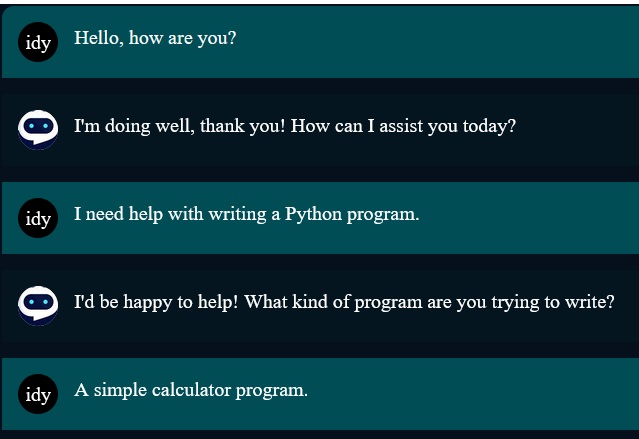 idy
Hello, how are you?
I'm doing well, thank you! How can I assist you today?
idy
I need help with writing a Python program.
I'd be happy to help! What kind of program are you trying to write?
idy
A simple calculator program.